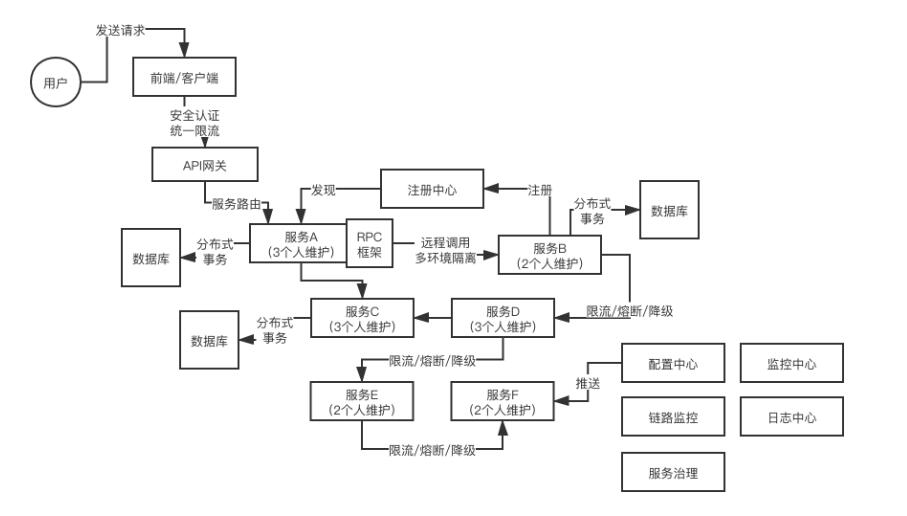 发送请求
用户
前端/客户端
安全认证
统一限流
API网关
服务路由
发现
注册中心
注册
分布式
事务
数据库
数据库
分布式
事务
服务A
(3个人维护)
RPC
框架
远程调用
多环境隔离
服务B
(2个人维护)
限流/熔断/降级
数据库
分布式
事务
服务C
(3个人维护)
服务D
(3个人维护)
限流/熔断/降级
服务E
(2个人维护)
服务F
(2个人维护)
限流/熔断/降级
推送
配置中心
监控中心
链路监控
日志中心
服务治理